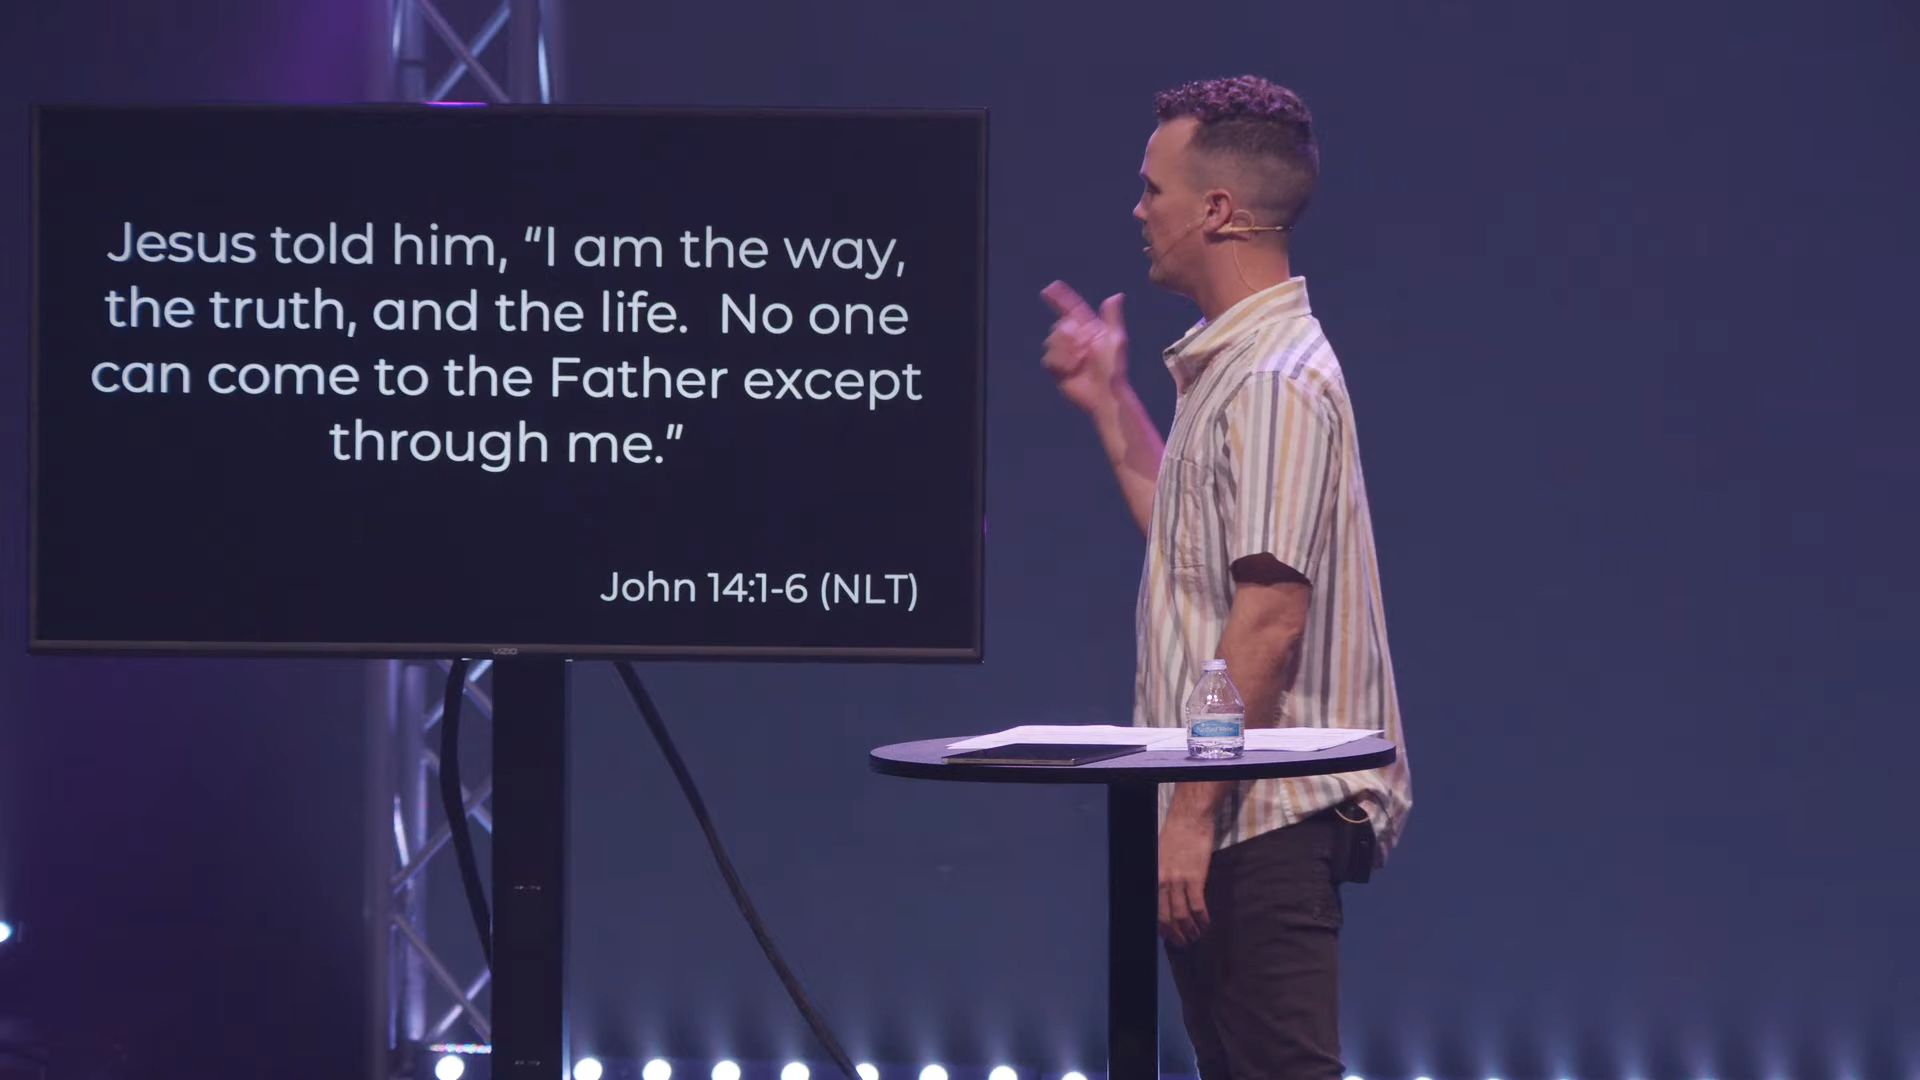 Jesus told him, “I am the way,
the truth, and the life.  No one
can come to the Father except
through me.”
John 14:1-6 (NLT)
VIZIO